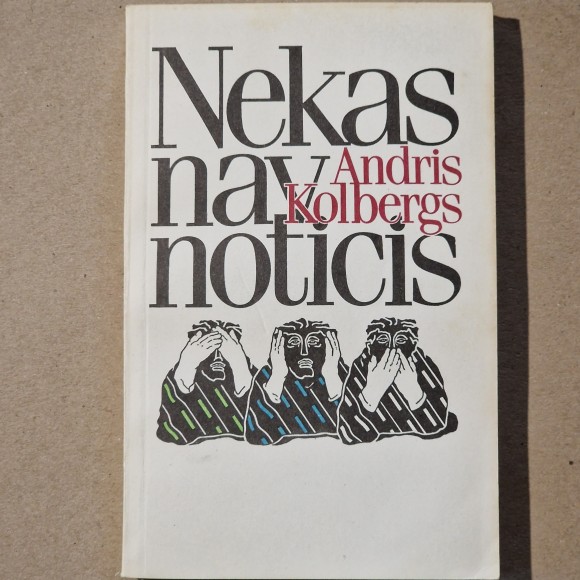 Nekas
nav
Andris
Kolbergs
noticis